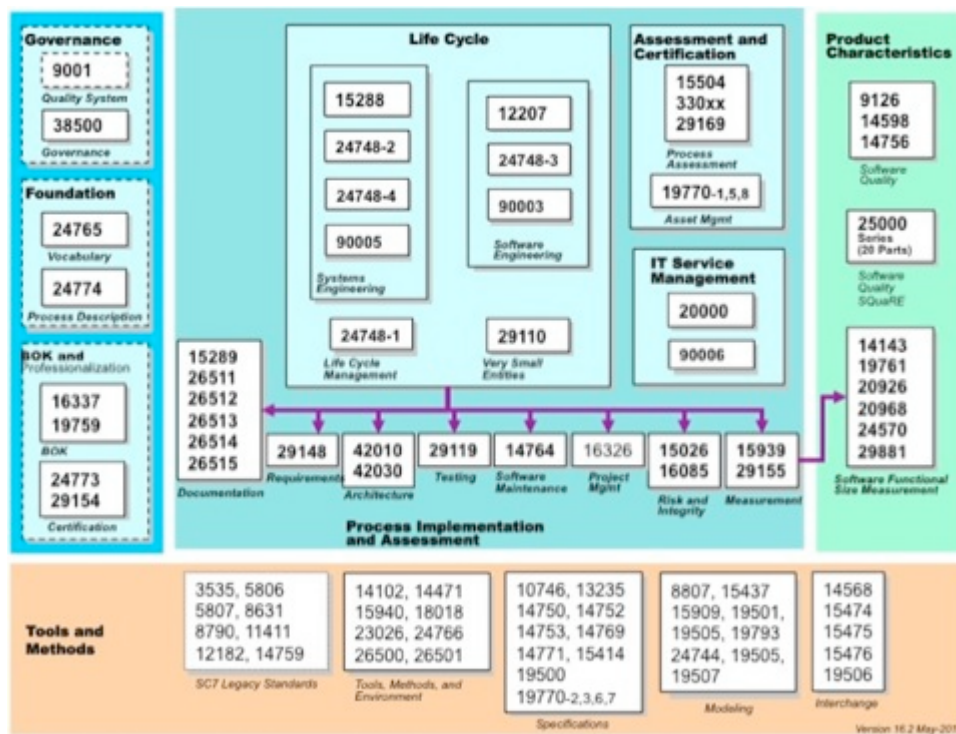 Governance
9001
Quality System
38500
Governance
Foundation
24765
Vocabulary
24774
Process Description
BOK and
Professionalization
16337
19759
BOK
24773
29154
Certification
Life Cycle
15288
24748-2
24748-4
90005
Systems
Engineering
12207
24748-3
90003
Software
Engineering
24748-1
Life Cycle
Management
29110
Very Small
Entities
Assessment and
Certification
15504
330xx
29169
Process
Assessment
19770-1,5,8
Asset Mgmt
IT Service
Management
20000
90006
15289
26511
26512
26513
26514
26515
Documentation
29148
Requirements
42010
42030
Architecture
29119
Testing
14764
Software
Maintenance
16326
Project
Mgmt
15026
16085
Risk and
Integrity
15939
29155
Measurement
Process Implementation
and Assessment
Product
Characteristics
9126
14598
14756
Software
Quality
25000
Series
(20 Parts)
Software
Quality
SQuaRE
14143
19761
20926
20968
24570
29881
Software Functional
Size Measurement
Tools and
Methods
3535, 5806
5807, 8631
8790, 11411
12182, 14759
SC7 Legacy Standards
14102, 14471
15940, 18018
23026, 24766
26500, 26501
Tools, Methods, and
Environment
10746, 13235
14750, 14752
14753, 14769
14771, 15414
19500
19770-2,3,6,7
Specifications
8807, 15437
15909, 19501,
19505, 19793
24744, 19505,
19507
Modeling
14568
15474
15475
15476
19506
Interchange
Version 16.2 May-201